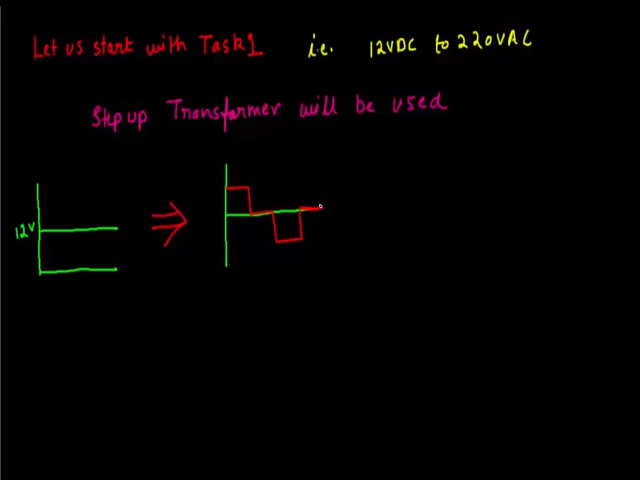 Let us start with Task1 i.e. 12VDC to 220VAC
Step up Transformer will be used
12V